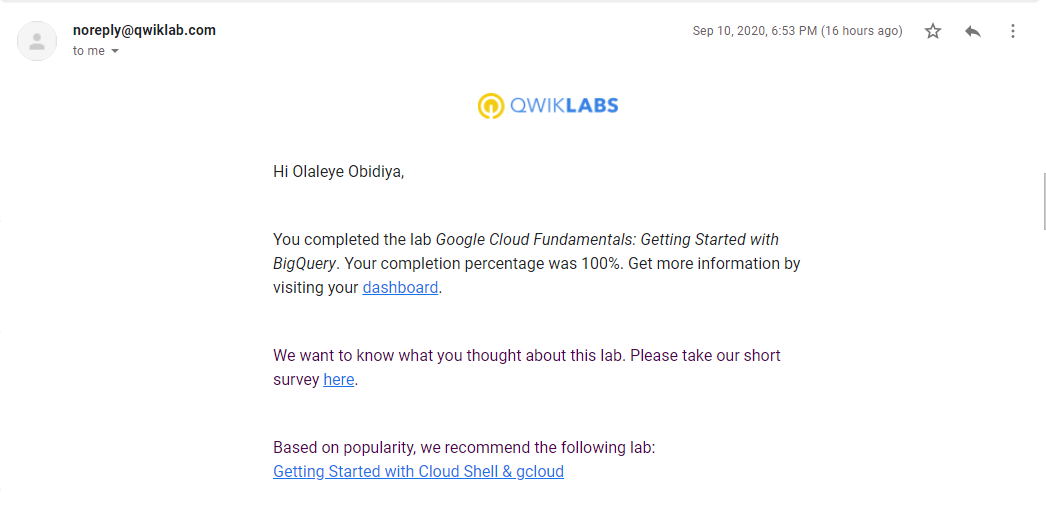 noreply@qwiklab.com
Sep 10, 2020, 6:53 PM (16 hours ago)
to me
QWIKLABS
Hi Olaleye Obidiya,
You completed the lab Google Cloud Fundamentals: Getting Started with
BigQuery. Your completion percentage was 100%. Get more information by
visiting your dashboard.
We want to know what you thought about this lab. Please take our short
survey here.
Based on popularity, we recommend the following lab:
Getting Started with Cloud Shell & gcloud